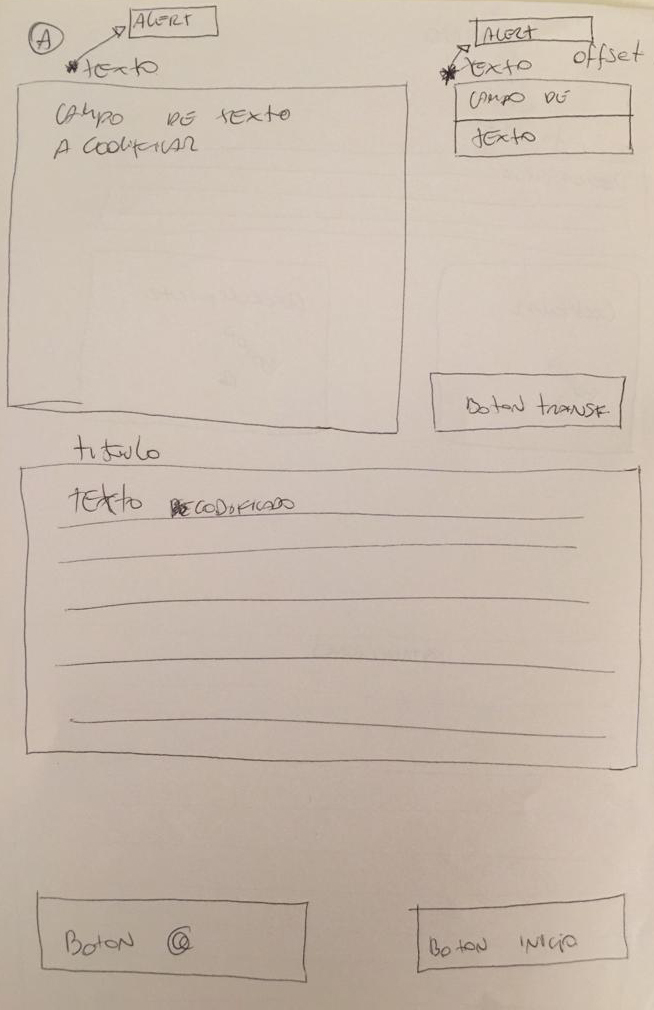 A
ALERT
*TEXTO
CAMPO DE TEXTO
A CODIFICAR
ALERT
*TEXTO offset
CAMPO DE
TEXTO
BOTON TRANSF.
titulo
TEXTO DECODIFICADO
BOTON @
BOTON INICIO